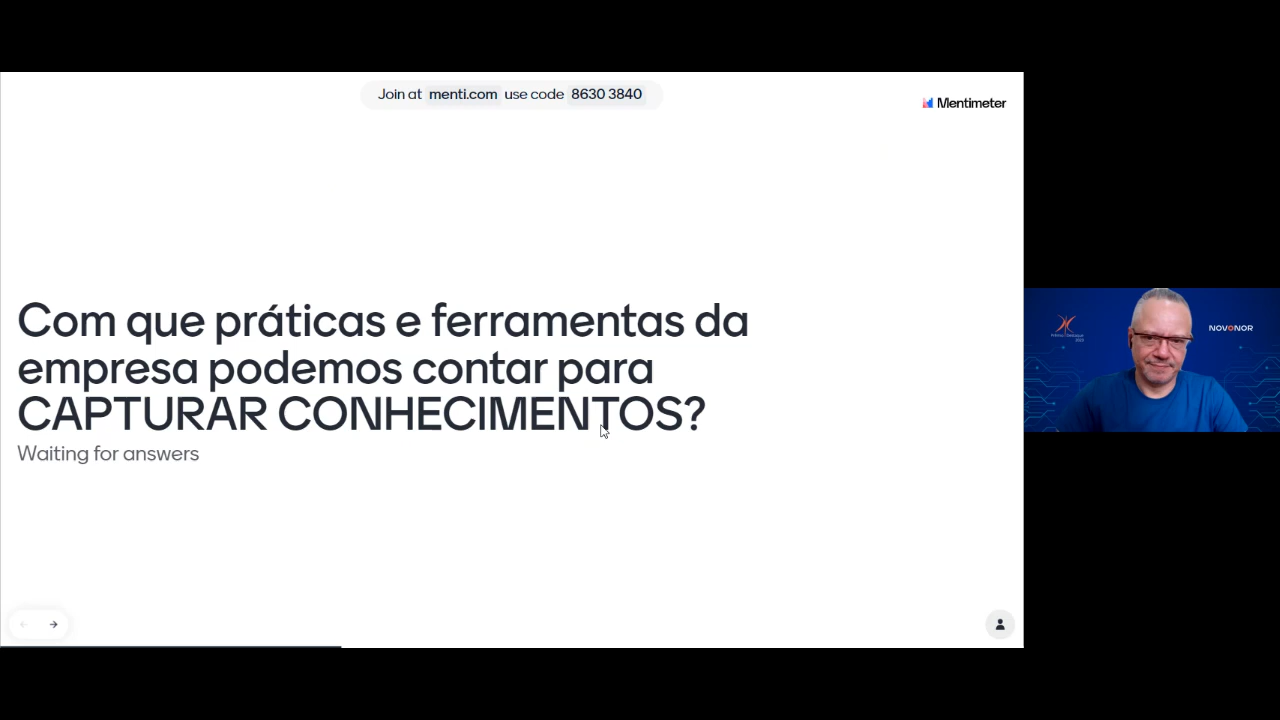 Join at menti.com use code 8630 3840
Mentimeter
Com que práticas e ferramentas da
empresa podemos contar para
CAPTURAR CONHECIMENTOS?
Waiting for answers
NOVONOR